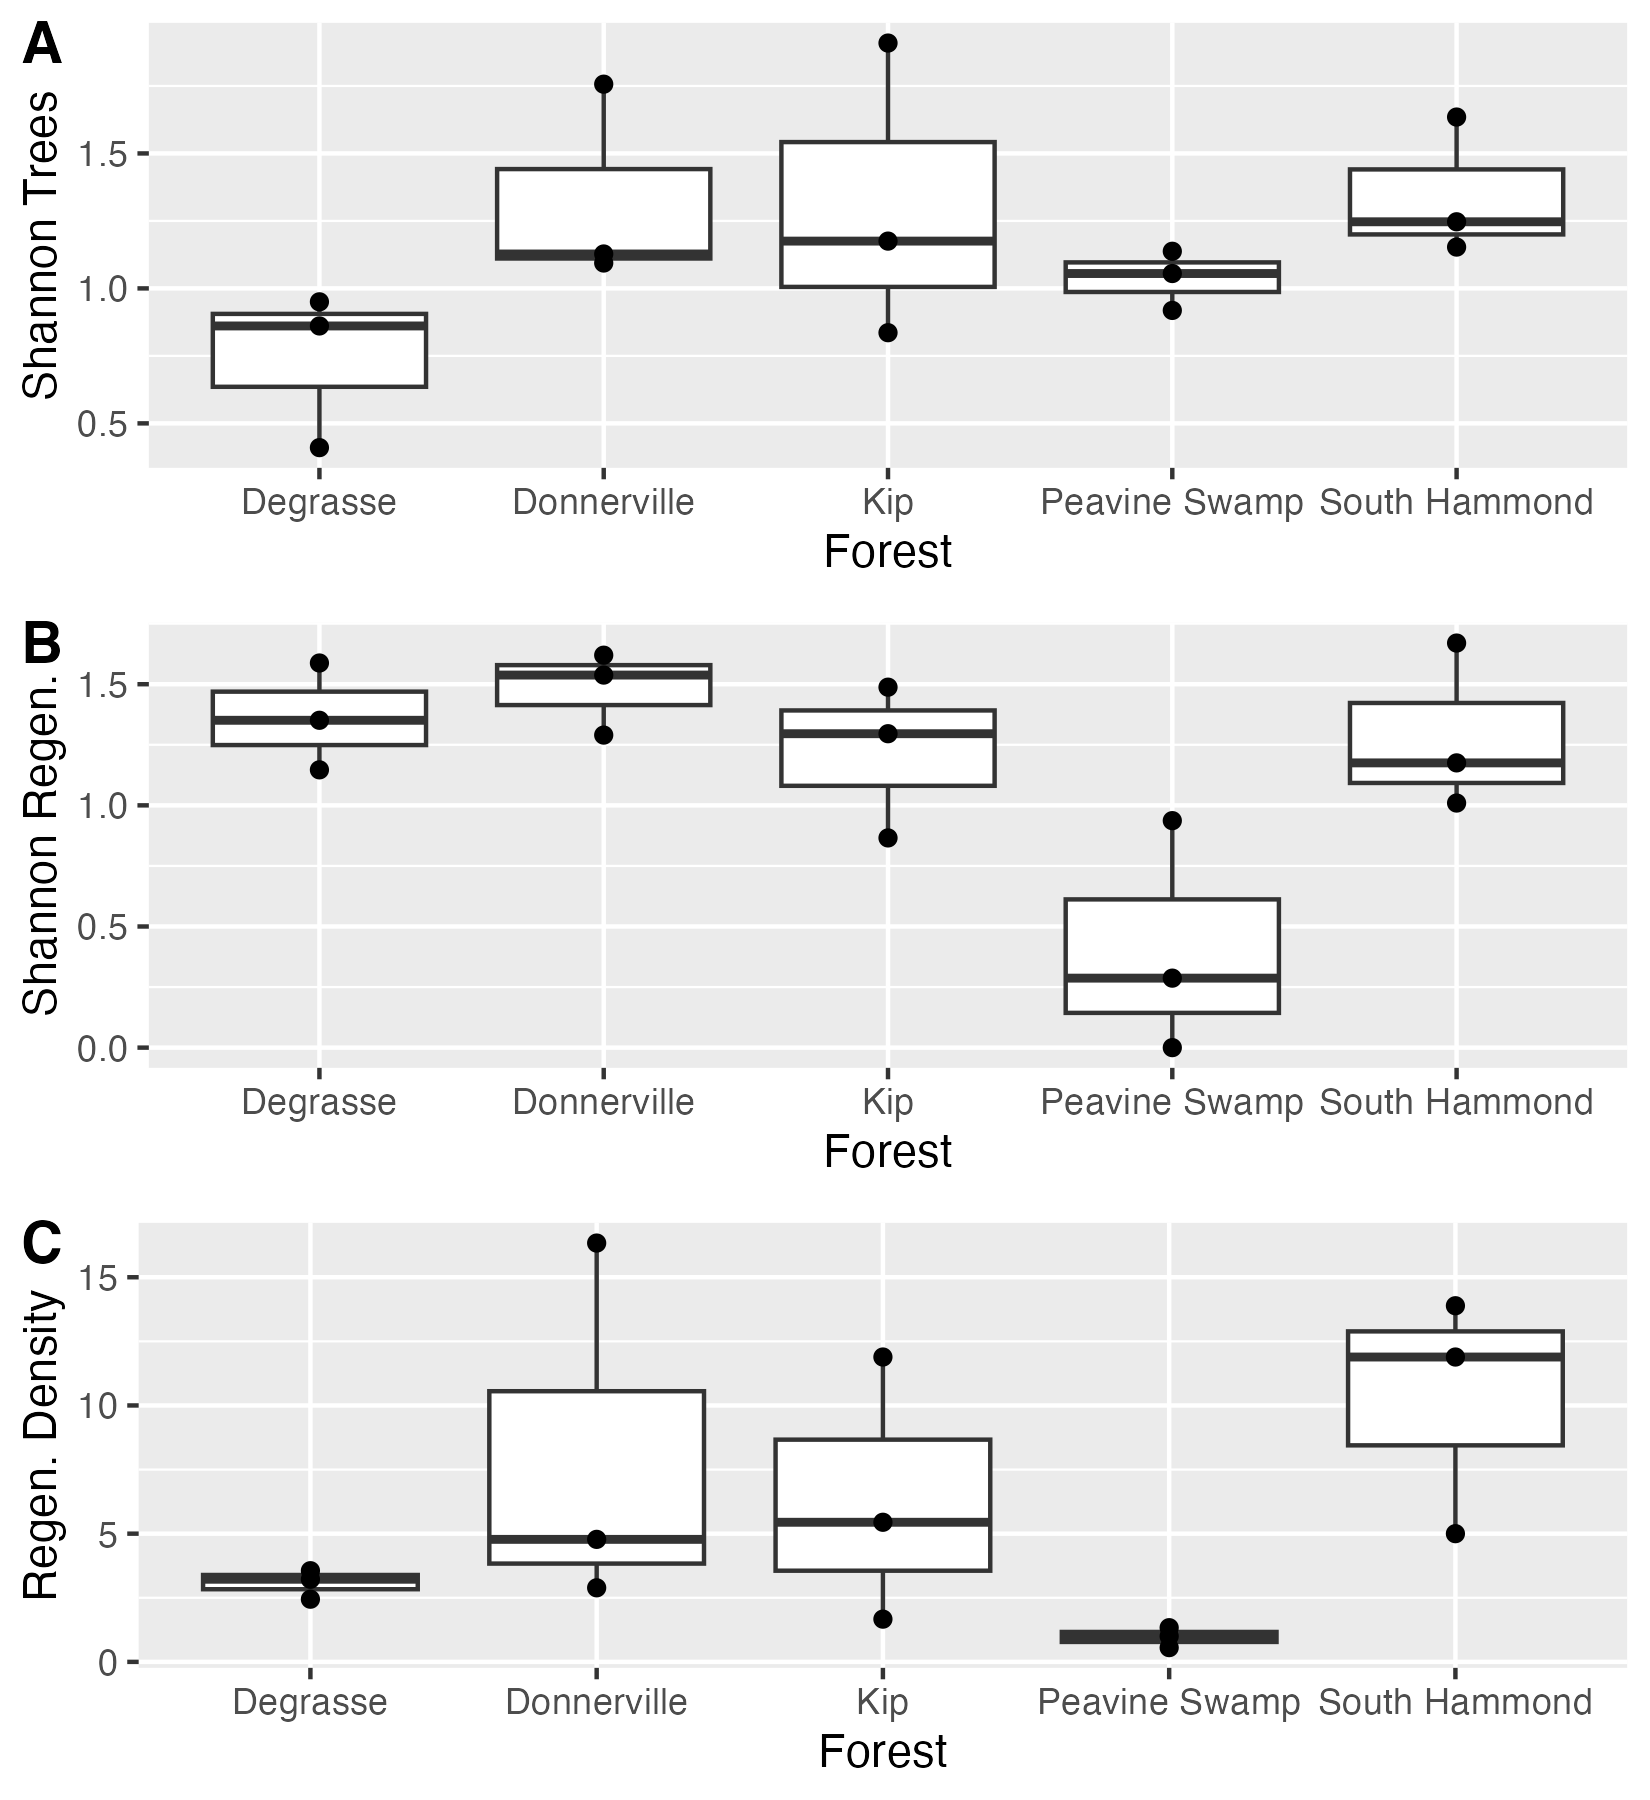 A
Shannon Trees
1.5
1.0
0.5
Degrasse Donnerville Kip Peavine Swamp South Hammond
Forest
B
Shannon Regen.
1.5
1.0
0.5
0.0
Degrasse Donnerville Kip Peavine Swamp South Hammond
Forest
C
Regen. Density
15
10
5
0
Degrasse Donnerville Kip Peavine Swamp South Hammond
Forest